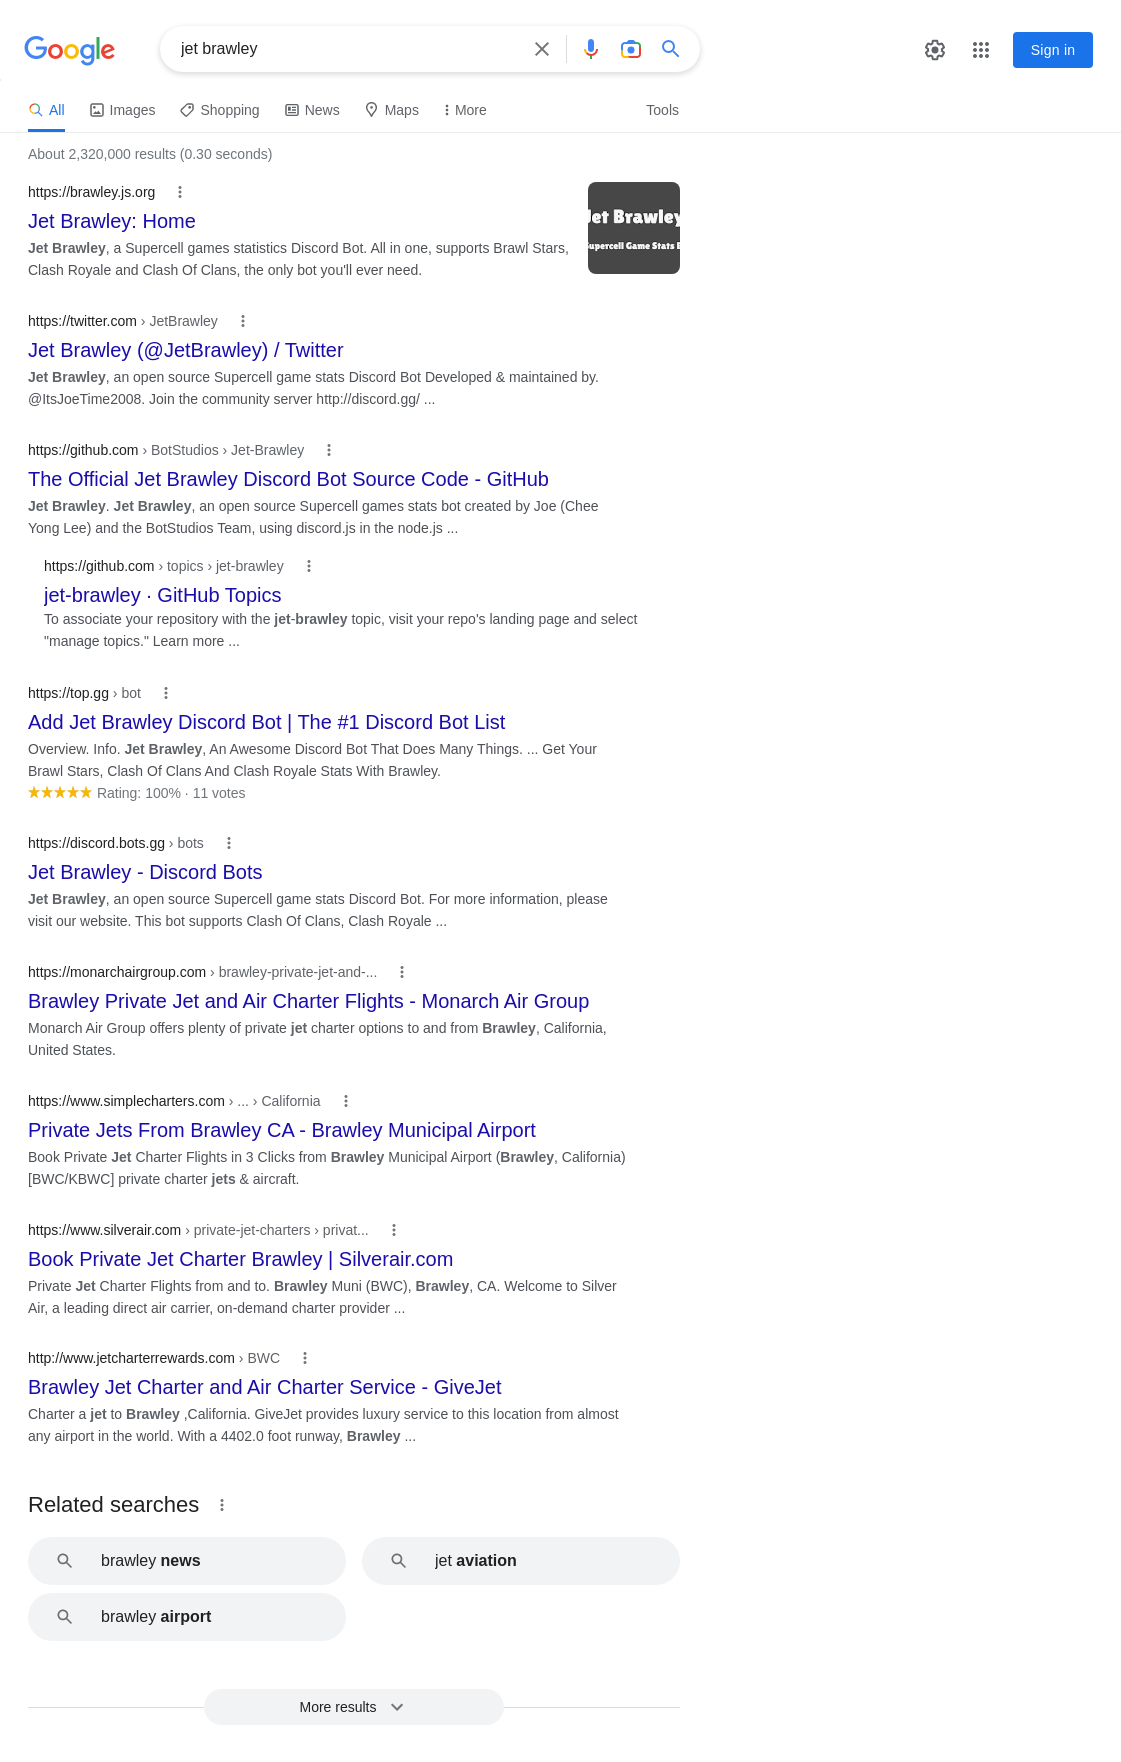 Google
jet brawley
Sign in
All
Images
Shopping
News
Maps
More
Tools
About 2,320,000 results (0.30 seconds)
https://brawley.js.org
Jet Brawley: Home
Jet Brawley, a Supercell games statistics Discord Bot. All in one, supports Brawl Stars,
Clash Royale and Clash Of Clans, the only bot you'll ever need.
Jet Brawley
Supercell Game Stats B
https://twitter.com › JetBrawley
Jet Brawley (@JetBrawley) / Twitter
Jet Brawley, an open source Supercell game stats Discord Bot Developed & maintained by.
@ItsJoeTime2008. Join the community server http://discord.gg/ ...
https://github.com › BotStudios › Jet-Brawley
The Official Jet Brawley Discord Bot Source Code - GitHub
Jet Brawley. Jet Brawley, an open source Supercell games stats bot created by Joe (Chee
Yong Lee) and the BotStudios Team, using discord.js in the node.js ...
https://github.com › topics › jet-brawley
jet-brawley · GitHub Topics
To associate your repository with the jet-brawley topic, visit your repo's landing page and select
"manage topics." Learn more ...
https://top.gg › bot
Add Jet Brawley Discord Bot | The #1 Discord Bot List
Overview. Info. Jet Brawley, An Awesome Discord Bot That Does Many Things. ... Get Your
Brawl Stars, Clash Of Clans And Clash Royale Stats With Brawley.
Rating: 100% · 11 votes
https://discord.bots.gg › bots
Jet Brawley - Discord Bots
Jet Brawley, an open source Supercell game stats Discord Bot. For more information, please
visit our website. This bot supports Clash Of Clans, Clash Royale ...
https://monarchairgroup.com › brawley-private-jet-and-...
Brawley Private Jet and Air Charter Flights - Monarch Air Group
Monarch Air Group offers plenty of private jet charter options to and from Brawley, California,
United States.
https://www.simplecharters.com › ... › California
Private Jets From Brawley CA - Brawley Municipal Airport
Book Private Jet Charter Flights in 3 Clicks from Brawley Municipal Airport (Brawley, California)
[BWC/KBWC] private charter jets & aircraft.
https://www.silverair.com › private-jet-charters › privat...
Book Private Jet Charter Brawley | Silverair.com
Private Jet Charter Flights from and to. Brawley Muni (BWC), Brawley, CA. Welcome to Silver
Air, a leading direct air carrier, on-demand charter provider ...
http://www.jetcharterrewards.com › BWC
Brawley Jet Charter and Air Charter Service - GiveJet
Charter a jet to Brawley ,California. GiveJet provides luxury service to this location from almost
any airport in the world. With a 4402.0 foot runway, Brawley ...
Related searches
brawley news
jet aviation
brawley airport
More results